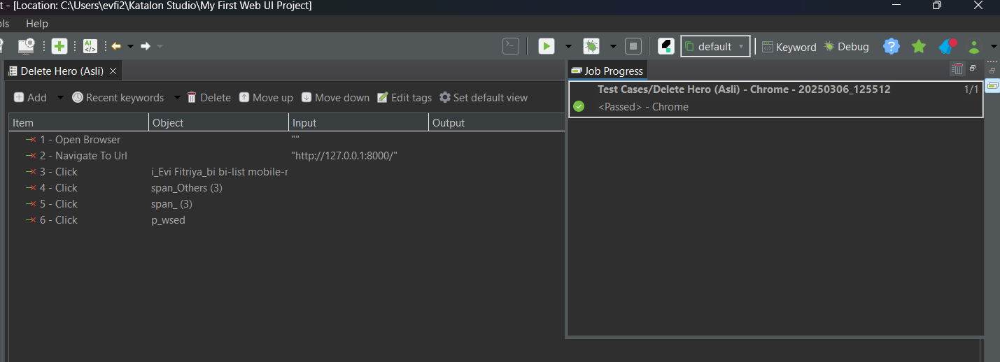 t - [Location: C:\Users\evfi2\Katalon Studio\My First Web UI Project]
ols Help
AI </> default Keyword Debug
Delete Hero (Asli)
Job Progress
Add Recent keywords Delete Move up Move down Edit tags Set default view
Test Cases/Delete Hero (Asli) - Chrome - 20250306_125512 1/1
<Passed> - Chrome
Item Object Input Output
1 - Open Browser ""
2 - Navigate To Url "http://127.0.0.1:8000/"
3 - Click i_Evi Fitriya_bi bi-list mobile-r
4 - Click span_Others (3)
5 - Click span_ (3)
6 - Click p_wsed